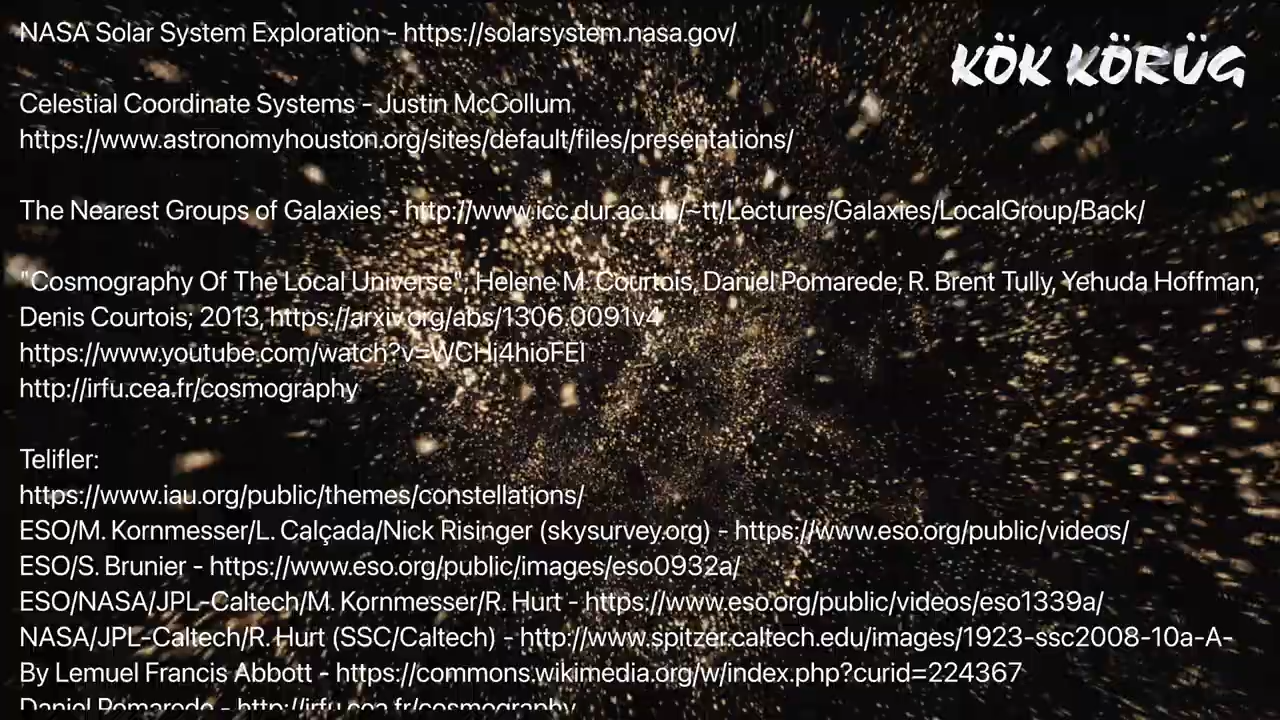 NASA Solar System Exploration - https://solarsystem.nasa.gov/
KÖK KÖRÜG
Celestial Coordinate Systems - Justin McCollum
https://www.astronomyhouston.org/sites/default/files/presentations/
The Nearest Groups of Galaxies - http://www.icc.dur.ac.uk/~tt/Lectures/Galaxies/LocalGroup/Back/
"Cosmography Of The Local Universe"; Helene M. Courtois, Daniel Pomarede; R. Brent Tully, Yehuda Hoffman,
Denis Courtois; 2013, https://arxiv.org/abs/1306.0091v4
https://www.youtube.com/watch?v=WCHi4hioFEI
http://irfu.cea.fr/cosmography
Telifler:
https://www.iau.org/public/themes/constellations/
ESO/M. Kornmesser/L. Calçada/Nick Risinger (skysurvey.org) - https://www.eso.org/public/videos/
ESO/S. Brunier - https://www.eso.org/public/images/eso0932a/
ESO/NASA/JPL-Caltech/M. Kornmesser/R. Hurt - https://www.eso.org/public/videos/eso1339a/
NASA/JPL-Caltech/R. Hurt (SSC/Caltech) - http://www.spitzer.caltech.edu/images/1923-ssc2008-10a-A-
By Lemuel Francis Abbott - https://commons.wikimedia.org/w/index.php?curid=224367
Daniel Pomarede - http://irfu.cea.fr/cosmography